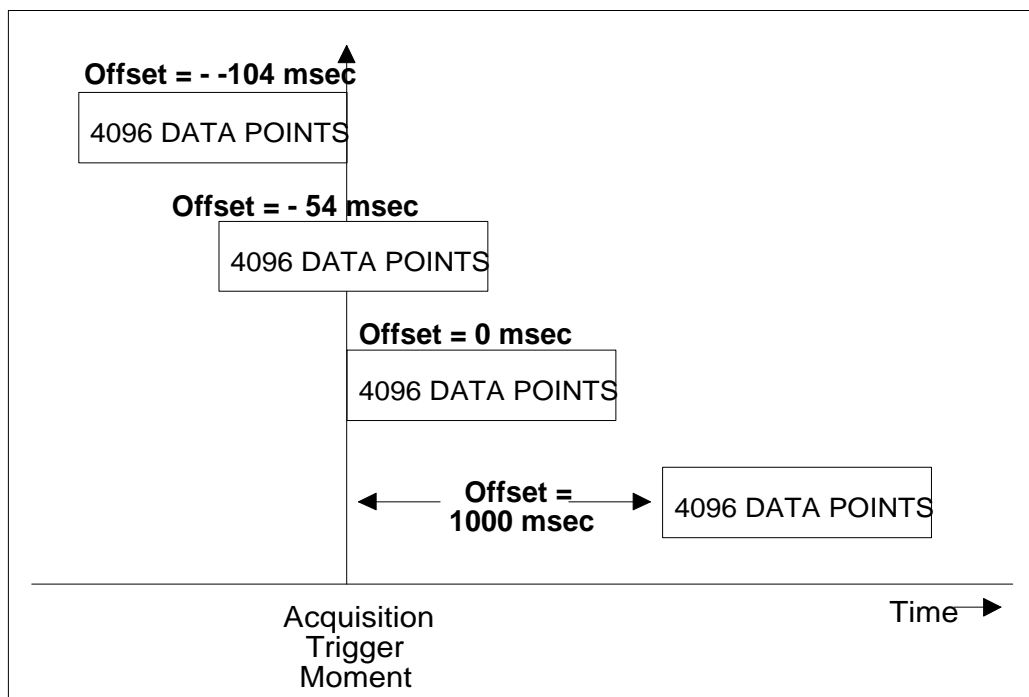 Offset = - -104 msec
4096 DATA POINTS
Offset = - 54 msec
4096 DATA POINTS
Offset = 0 msec
4096 DATA POINTS
Offset =
1000 msec
4096 DATA POINTS
Time
Acquisition
Trigger
Moment